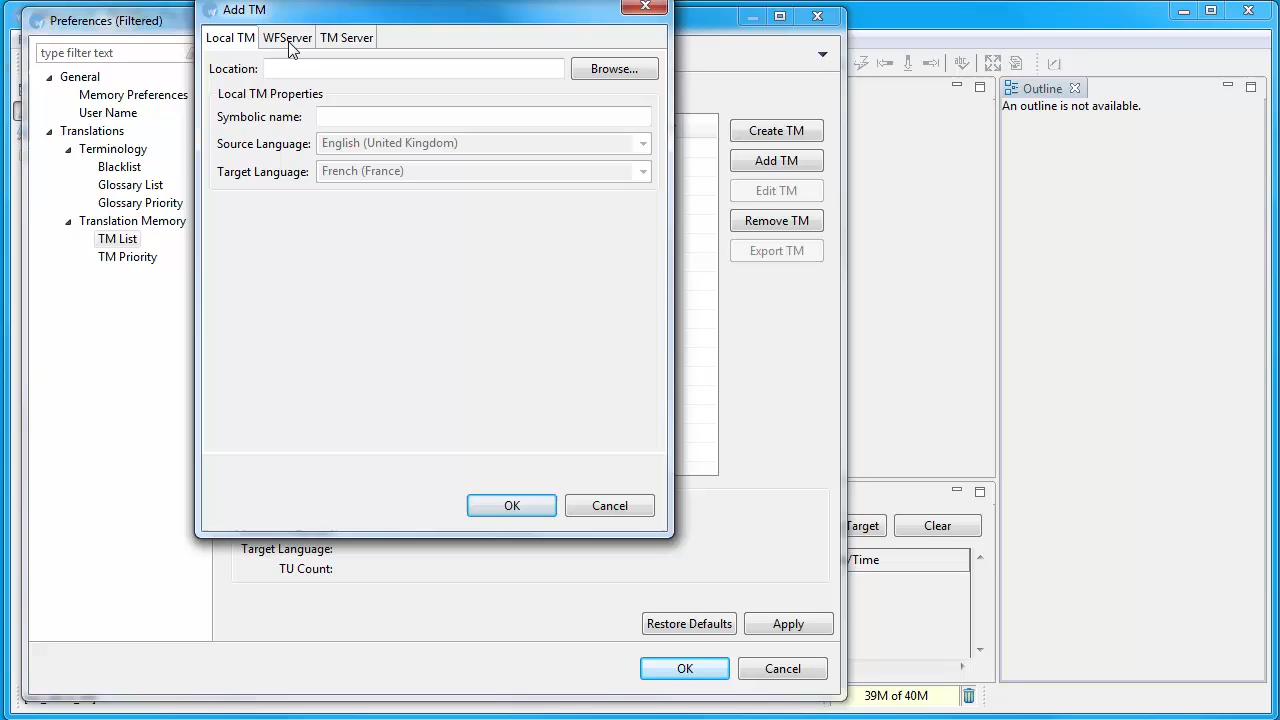 Preferences (Filtered)
Add TM
type filter text
Local TM
WFServer
TM Server
General
Memory Preferences
User Name
Translations
Terminology
Blacklist
Glossary List
Glossary Priority
Translation Memory
TM List
TM Priority
Location:
Browse...
Local TM Properties
Symbolic name:
Source Language:
English (United Kingdom)
Target Language:
French (France)
OK
Cancel
Create TM
Add TM
Edit TM
Remove TM
Export TM
Outline
An outline is not available.
Target
Clear
/Time
Target Language:
TU Count:
Restore Defaults
Apply
OK
Cancel
39M of 40M